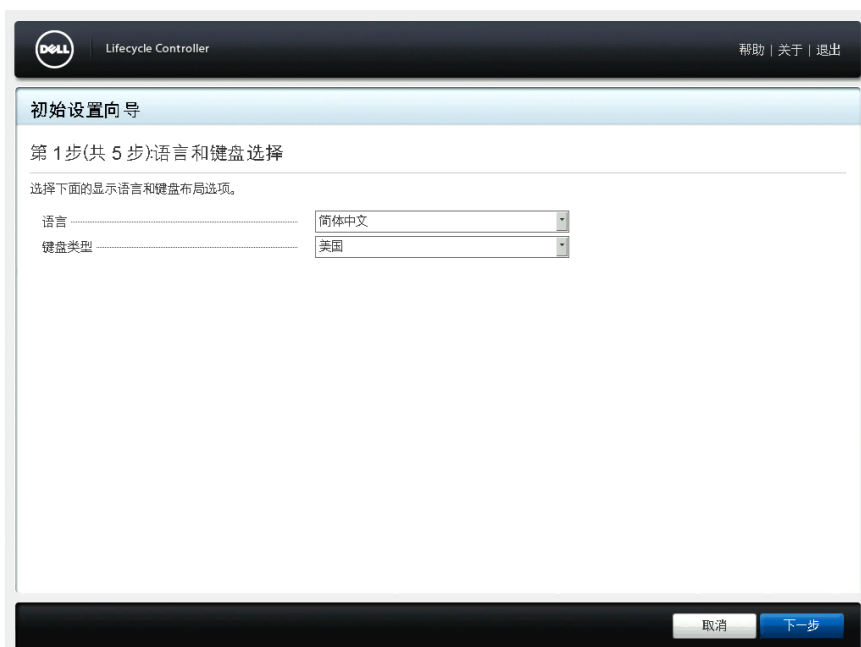 DELL Lifecycle Controller 帮助 | 关于 | 退出
初始设置向导
第 1步(共 5 步):语言和键盘选择
选择下面的显示语言和键盘布局选项。
语言 简体中文
键盘类型 美国
取消 下一步